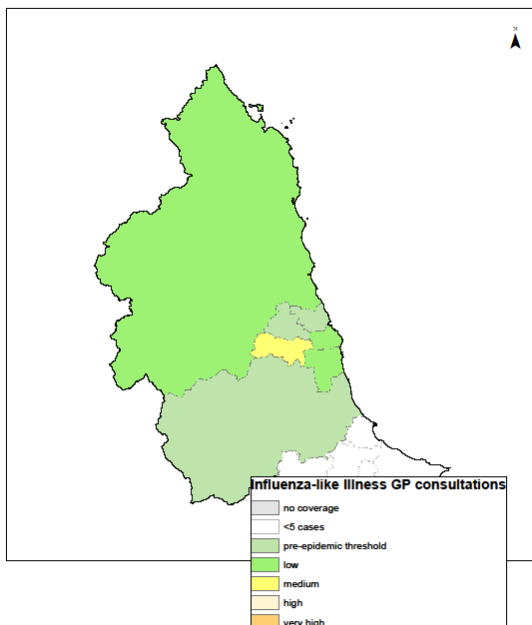 N
Influenza-like Illness GP consultations
no coverage
<5 cases
pre-epidemic threshold
low
medium
high
very high